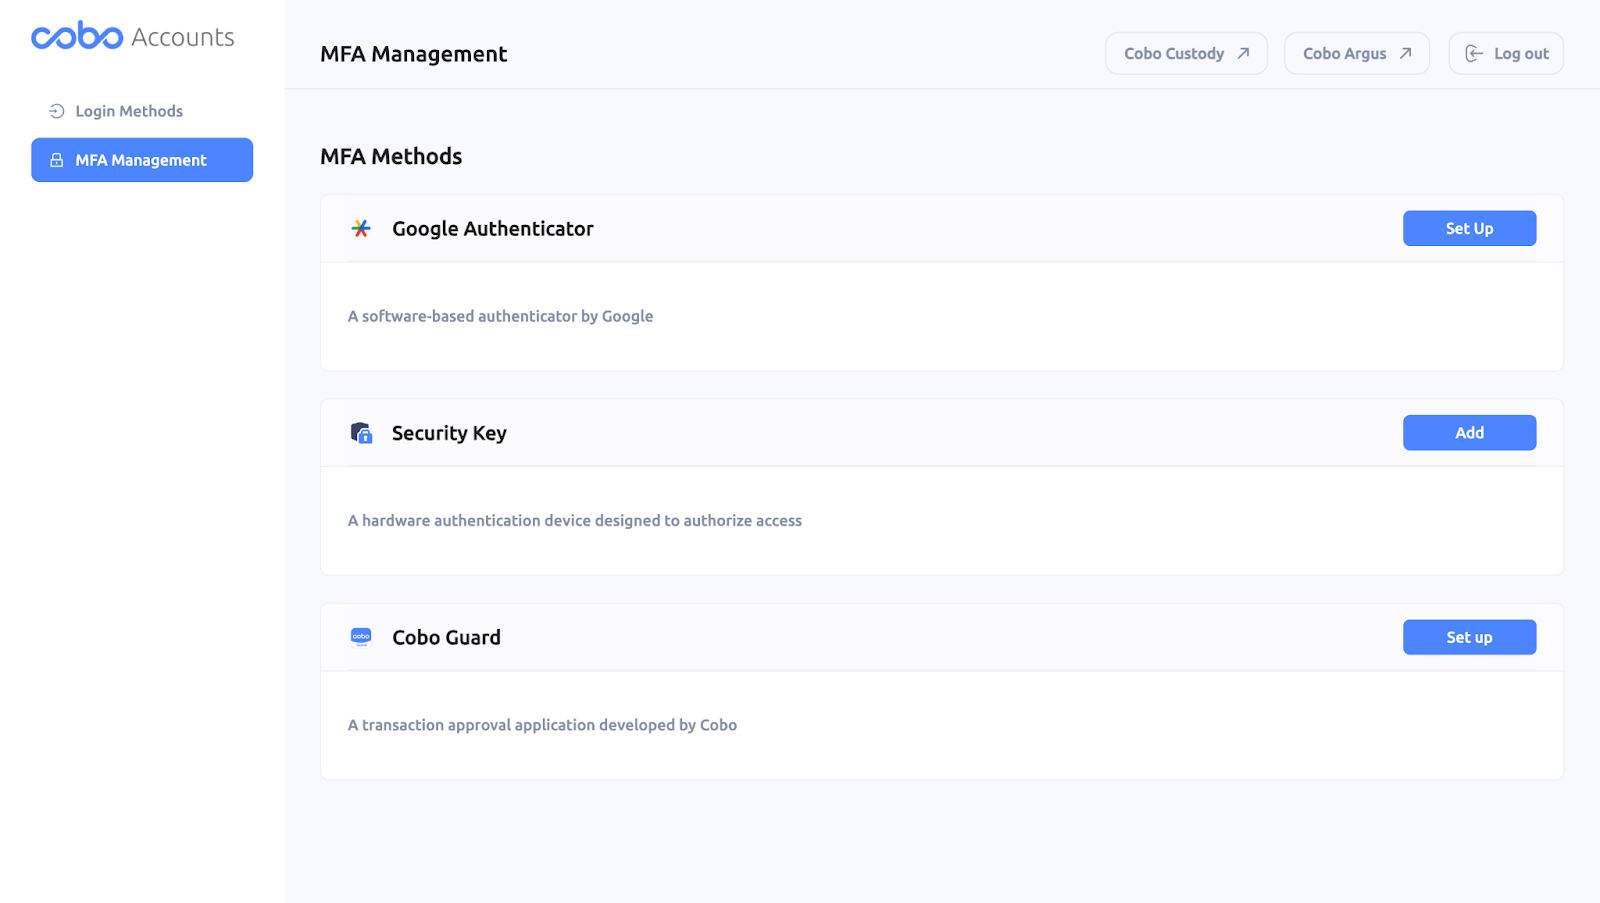 cobo Accounts
Login Methods
MFA Management
MFA Management
Cobo Custody
Cobo Argus
Log out
MFA Methods
Google Authenticator
Set Up
A software-based authenticator by Google
Security Key
Add
A hardware authentication device designed to authorize access
cobo
Cobo Guard
Set up
A transaction approval application developed by Cobo